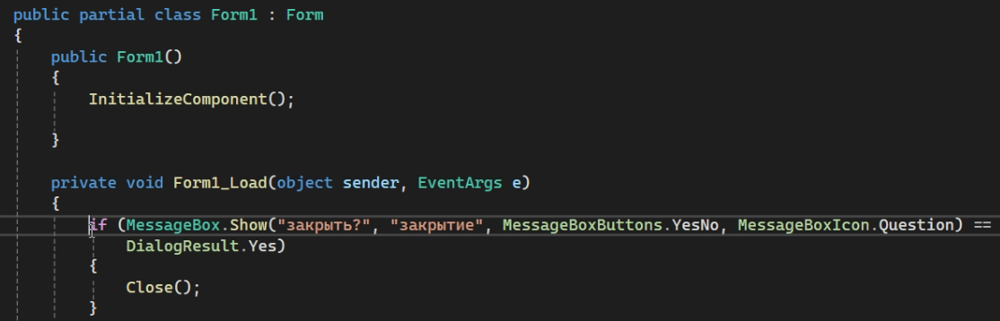 public partial class Form1 : Form
{
public Form1()
{
InitializeComponent();
}
private void Form1_Load(object sender, EventArgs e)
{
if (MessageBox.Show("закрыть?", "закрытие", MessageBoxButtons.YesNo, MessageBoxIcon.Question) ==
DialogResult.Yes)
{
Close();
}